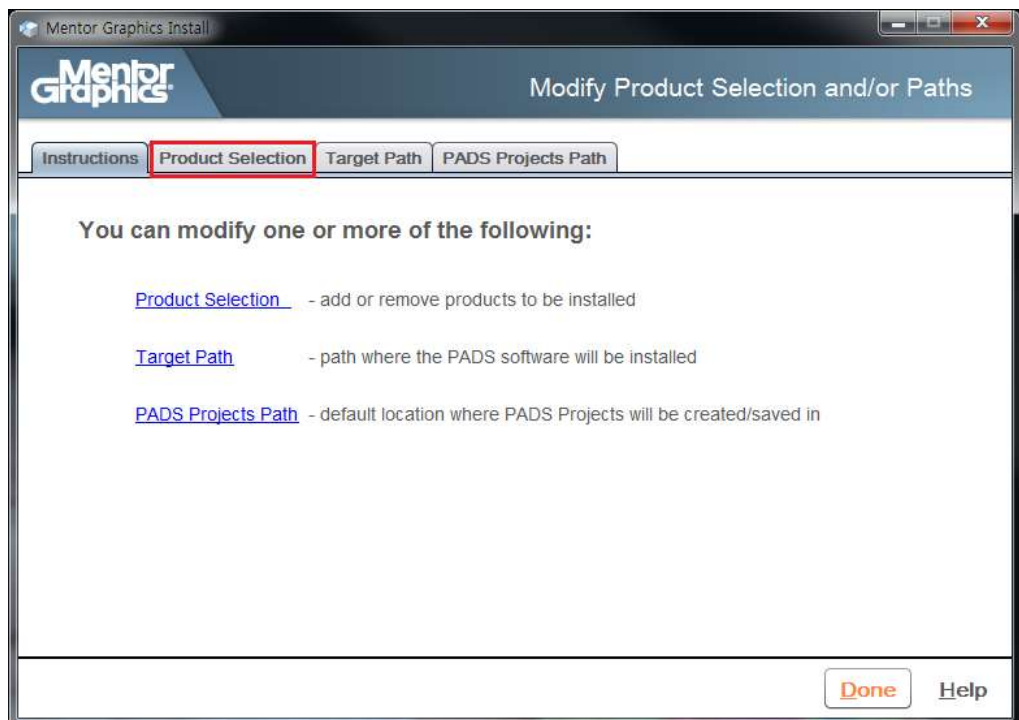 Mentor Graphics Install
Mentor
Graphics
Modify Product Selection and/or Paths
Instructions Product Selection Target Path PADS Projects Path
You can modify one or more of the following:
Product Selection - add or remove products to be installed
Target Path - path where the PADS software will be installed
PADS Projects Path - default location where PADS Projects will be created/saved in
Done Help